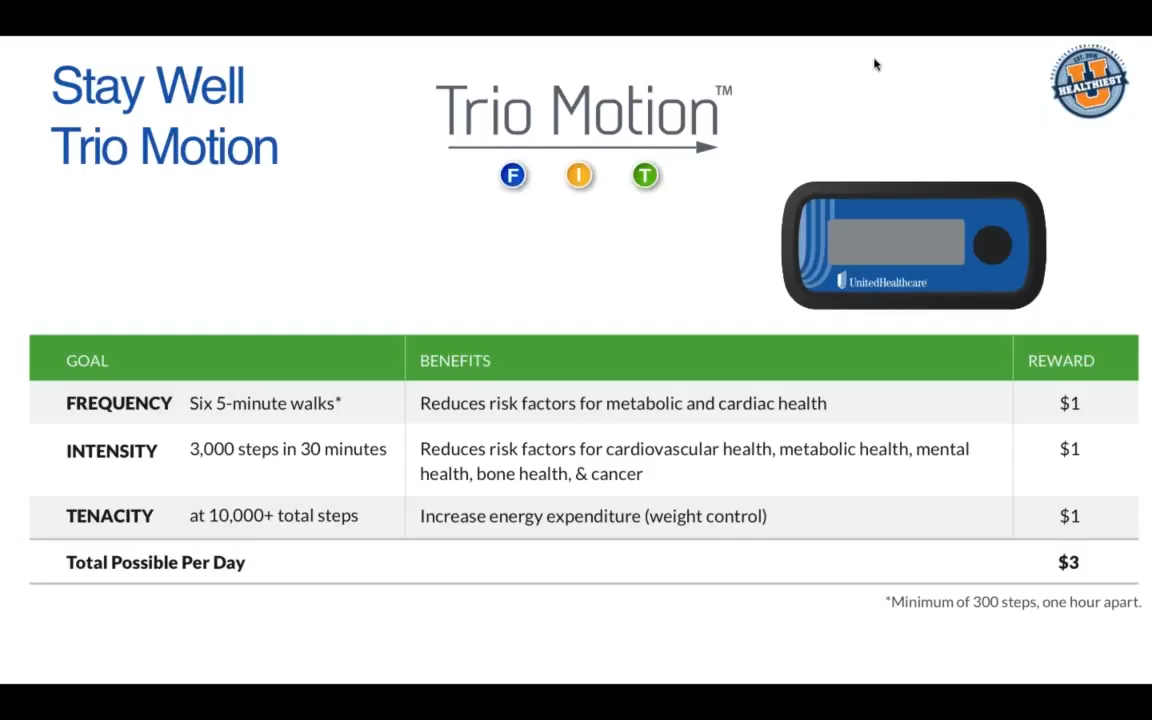 Stay Well
Trio Motion
Trio Motion™
F I T
HEALTHIEST
U
UnitedHealthcare
GOAL BENEFITS REWARD
FREQUENCY Six 5-minute walks* Reduces risk factors for metabolic and cardiac health $1
INTENSITY 3,000 steps in 30 minutes Reduces risk factors for cardiovascular health, metabolic health, mental $1
health, bone health, & cancer
TENACITY at 10,000+ total steps Increase energy expenditure (weight control) $1
Total Possible Per Day $3
*Minimum of 300 steps, one hour apart.